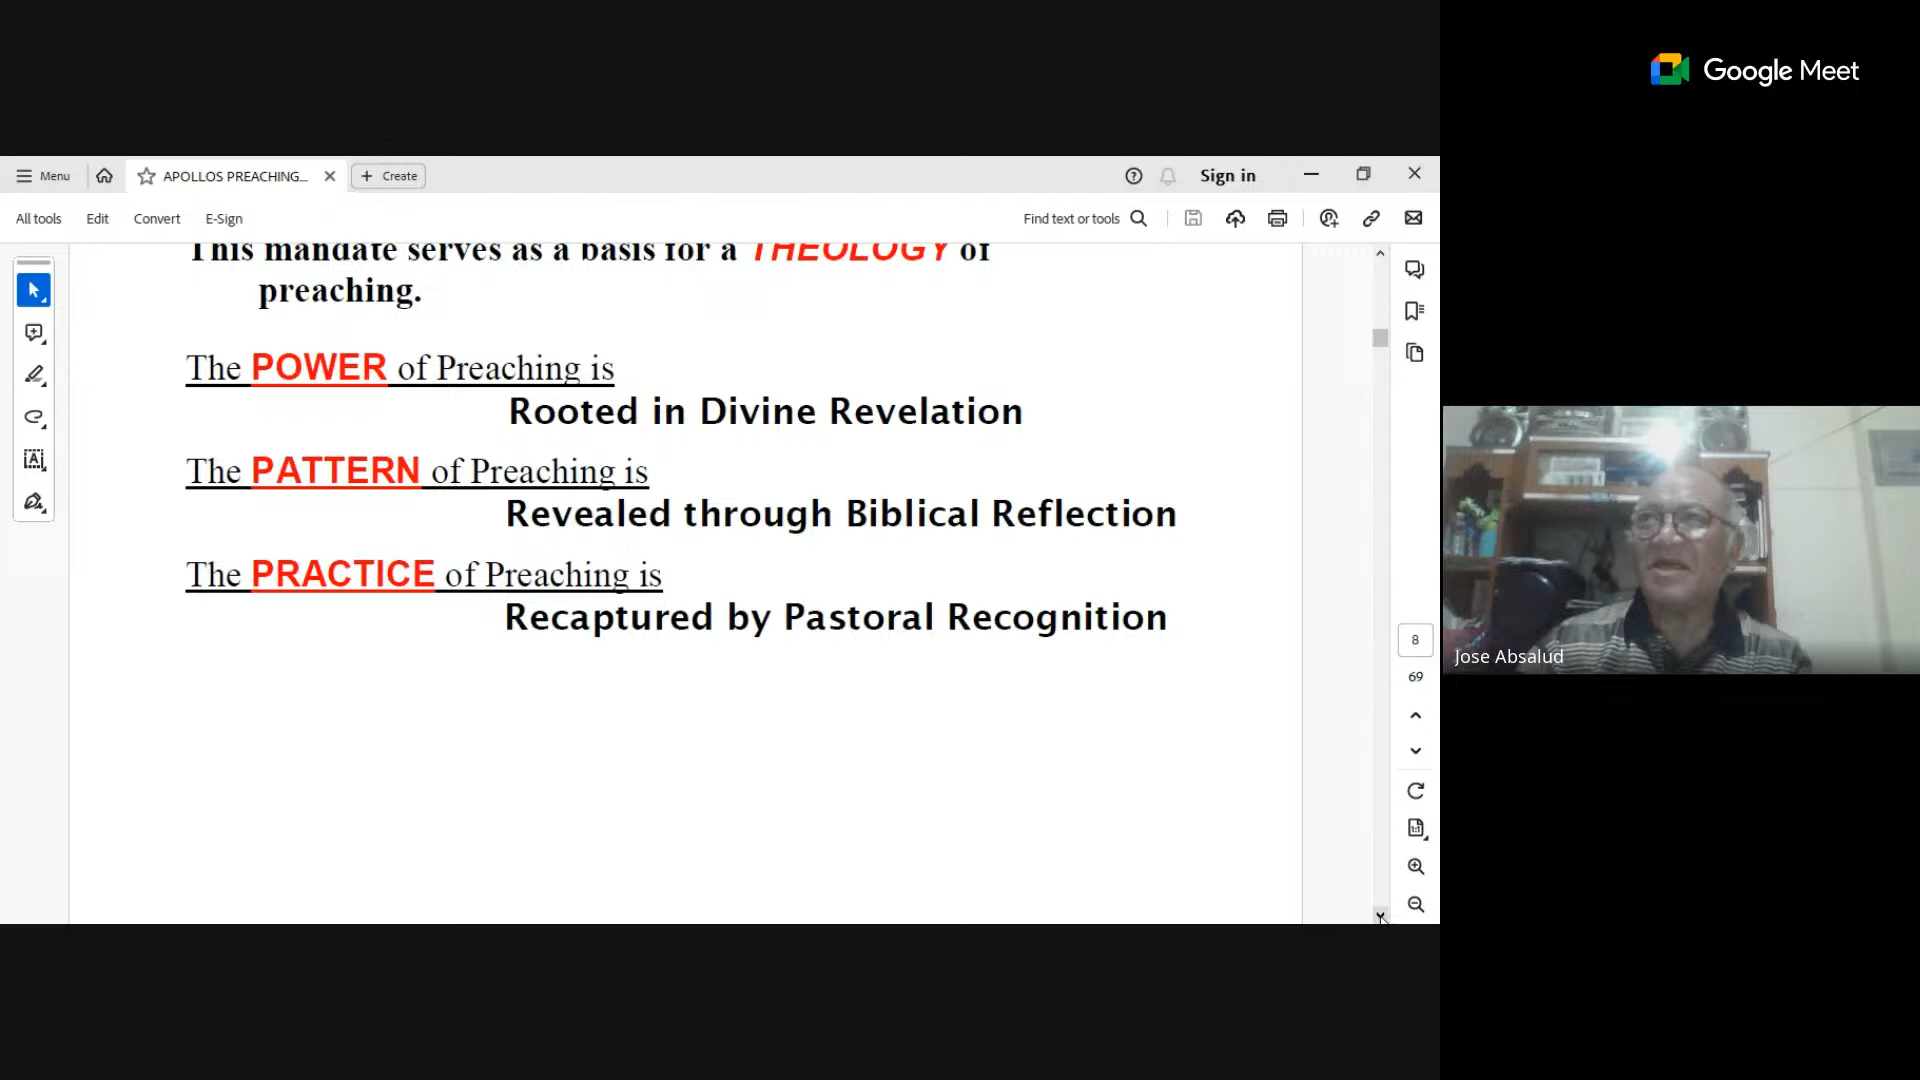 Google Meet
Menu
APOLLOS PREACHING...
Create
Sign in
All tools
Edit
Convert
E-Sign
Find text or tools
This mandate serves as a basis for a THEOLOGY of
preaching.
The POWER of Preaching is
Rooted in Divine Revelation
The PATTERN of Preaching is
Revealed through Biblical Reflection
The PRACTICE of Preaching is
Recaptured by Pastoral Recognition
8
69
Jose Absalud